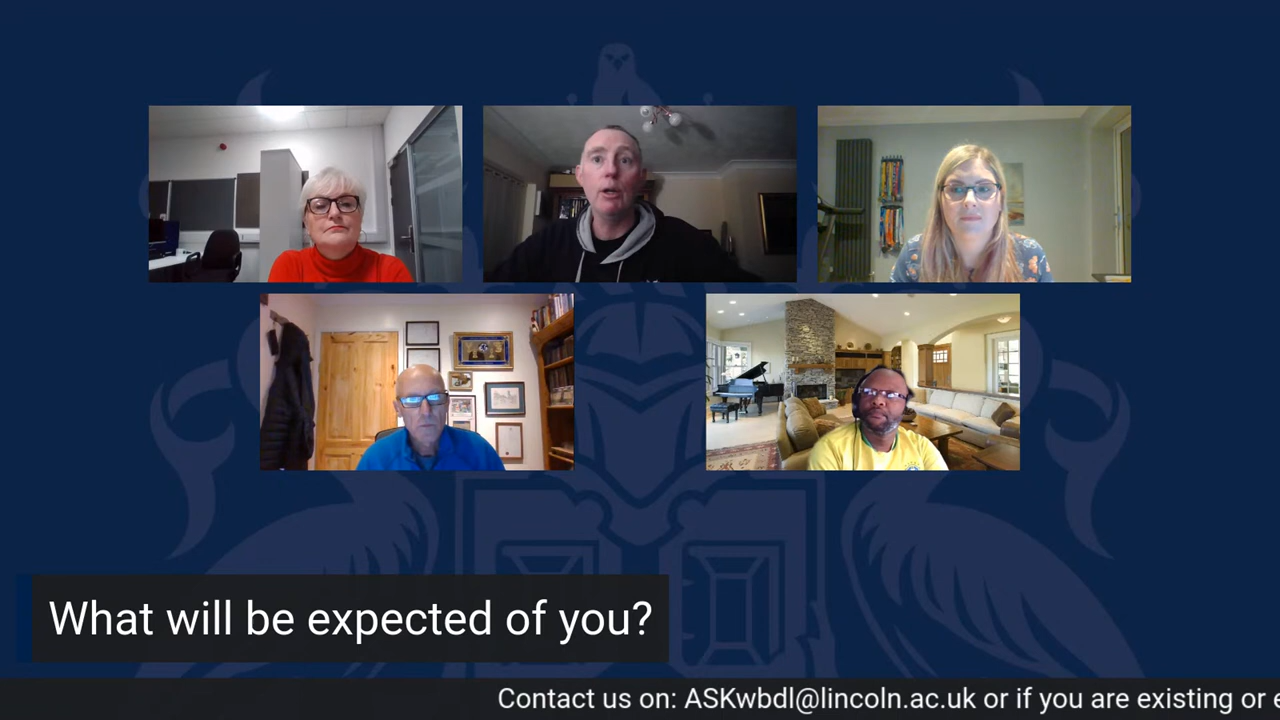 What will be expected of you?
Contact us on: ASKwbdl@lincoln.ac.uk or if you are existing or